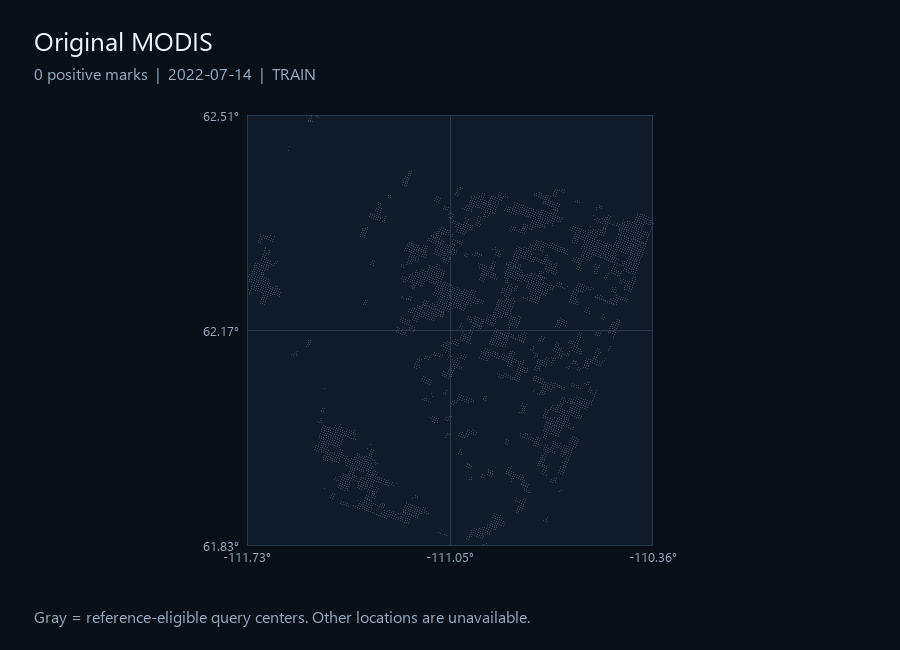 Original MODIS
0 positive marks | 2022-07-14 | TRAIN
62.51°
62.17°
61.83°
-111.73° -111.05° -110.36°
Gray = reference-eligible query centers. Other locations are unavailable.